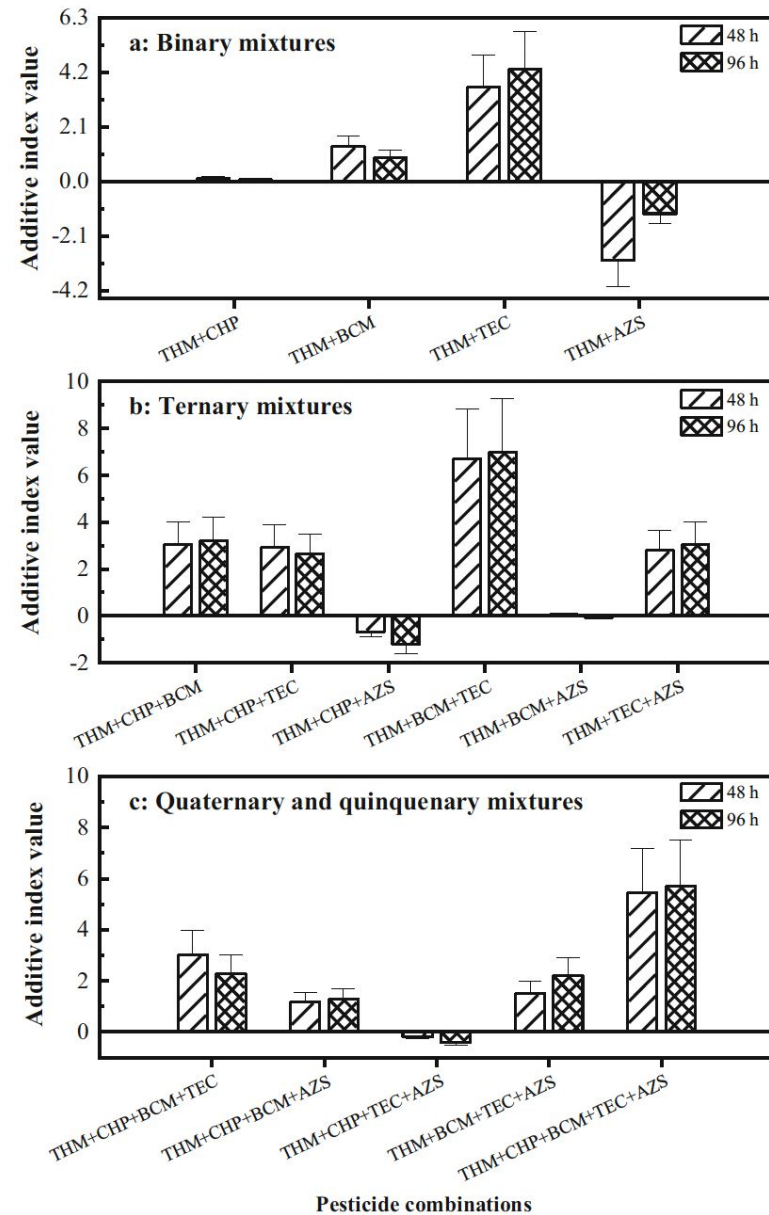 a: Binary mixtures
48 h
96 h
6.3
4.2
2.1
0.0
-2.1
-4.2
Additive index value
THM+CHP
THM+BCM
THM+TEC
THM+AZS
b: Ternary mixtures
48 h
96 h
10
8
6
4
2
0
-2
Additive index value
THM+CHP+BCM
THM+CHP+TEC
THM+CHP+AZS
THM+BCM+TEC
THM+BCM+AZS
THM+TEC+AZS
c: Quaternary and quinquenary mixtures
48 h
96 h
10
8
6
4
2
0
Additive index value
THM+CHP+BCM+TEC
THM+CHP+BCM+AZS
THM+CHP+TEC+AZS
THM+BCM+TEC+AZS
THM+CHP+BCM+TEC+AZS
Pesticide combinations